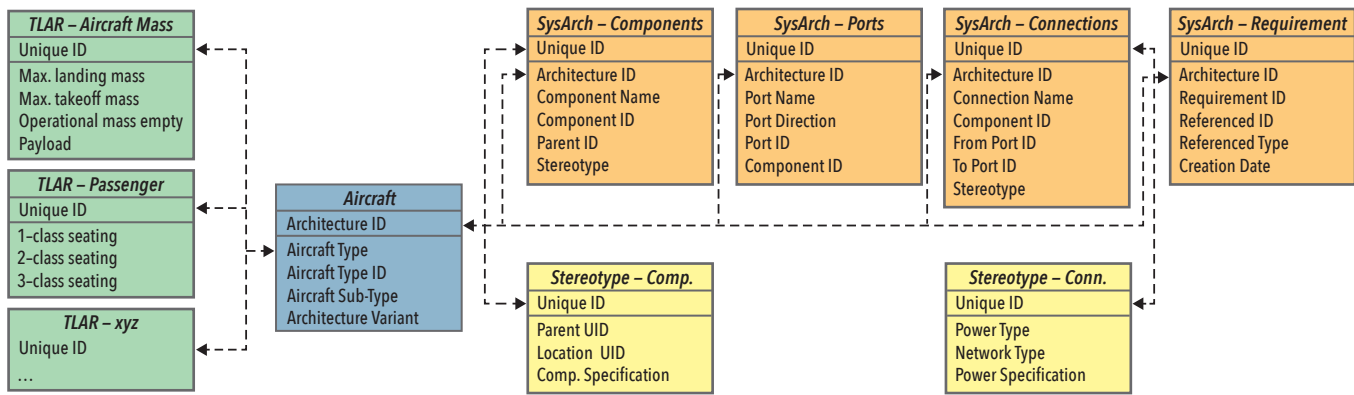 TLAR – Aircraft Mass
Unique ID
Max. landing mass
Max. takeoff mass
Operational mass empty
Payload
TLAR – Passenger
Unique ID
1–class seating
2–class seating
3–class seating
TLAR – xyz
Unique ID
...
Aircraft
Architecture ID
Aircraft Type
Aircraft Type ID
Aircraft Sub-Type
Architecture Variant
SysArch – Components
Unique ID
Architecture ID
Component Name
Component ID
Parent ID
Stereotype
SysArch – Ports
Unique ID
Architecture ID
Port Name
Port Direction
Port ID
Component ID
SysArch – Connections
Unique ID
Architecture ID
Connection Name
Component ID
From Port ID
To Port ID
Stereotype
SysArch – Requirement
Unique ID
Architecture ID
Requirement ID
Referenced ID
Referenced Type
Creation Date
Stereotype – Comp.
Unique ID
Parent UID
Location UID
Comp. Specification
Stereotype – Conn.
Unique ID
Power Type
Network Type
Power Specification